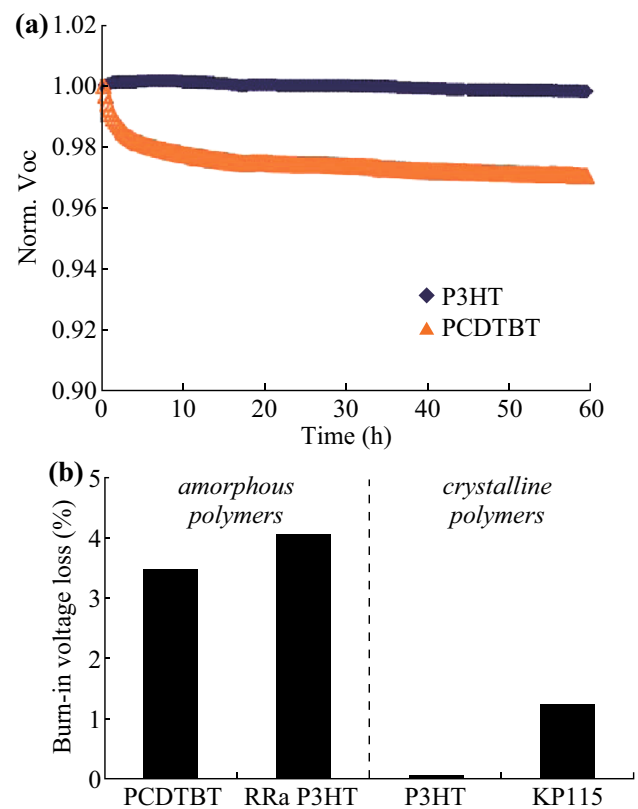 (a)
1.02
1.00
0.98
0.96
0.94
0.92
0.90
Norm. Voc
P3HT
PCDTBT
0 10 20 30 40 50 60
Time (h)
(b)
5
4
3
2
1
0
Burn-in voltage loss (%)
amorphous
polymers
crystalline
polymers
PCDTBT RRa P3HT P3HT KP115